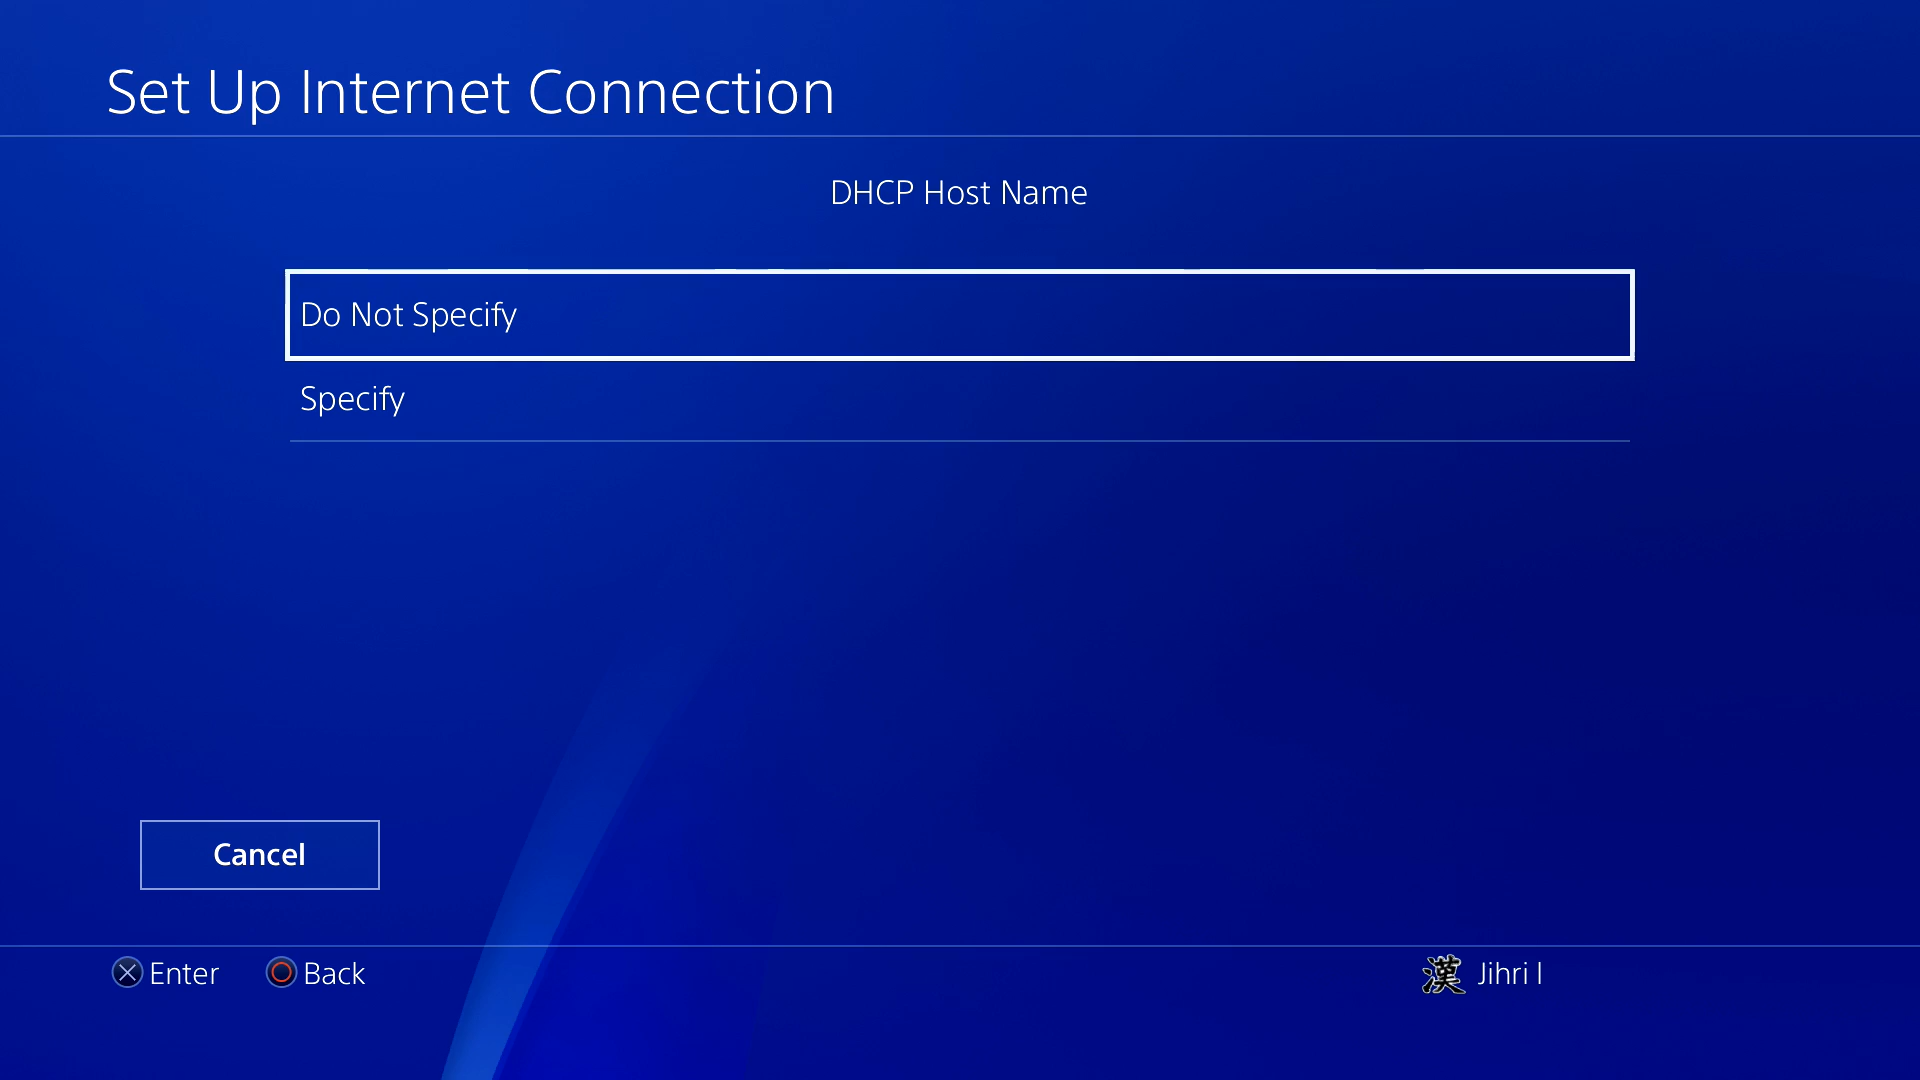 Set Up Internet Connection
DHCP Host Name
Do Not Specify
Specify
Cancel
Enter Back 漢 Jihri I